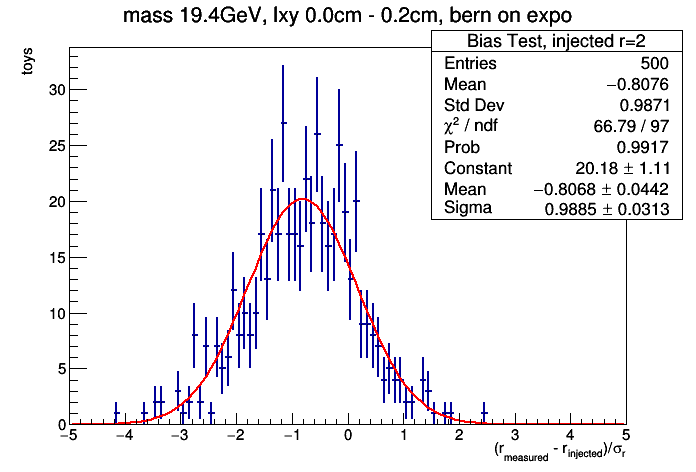 mass 19.4GeV, lxy 0.0cm - 0.2cm, bern on expo
Bias Test, injected r=2
Entries 500
Mean −0.8076
Std Dev 0.9871
χ² / ndf 66.79 / 97
Prob 0.9917
Constant 20.18 ± 1.11
Mean −0.8068 ± 0.0442
Sigma 0.9885 ± 0.0313
toys
30
25
20
15
10
5
0
−5 −4 −3 −2 −1 0 1 2 3 4 5
(r_measured - r_injected)/σ_r